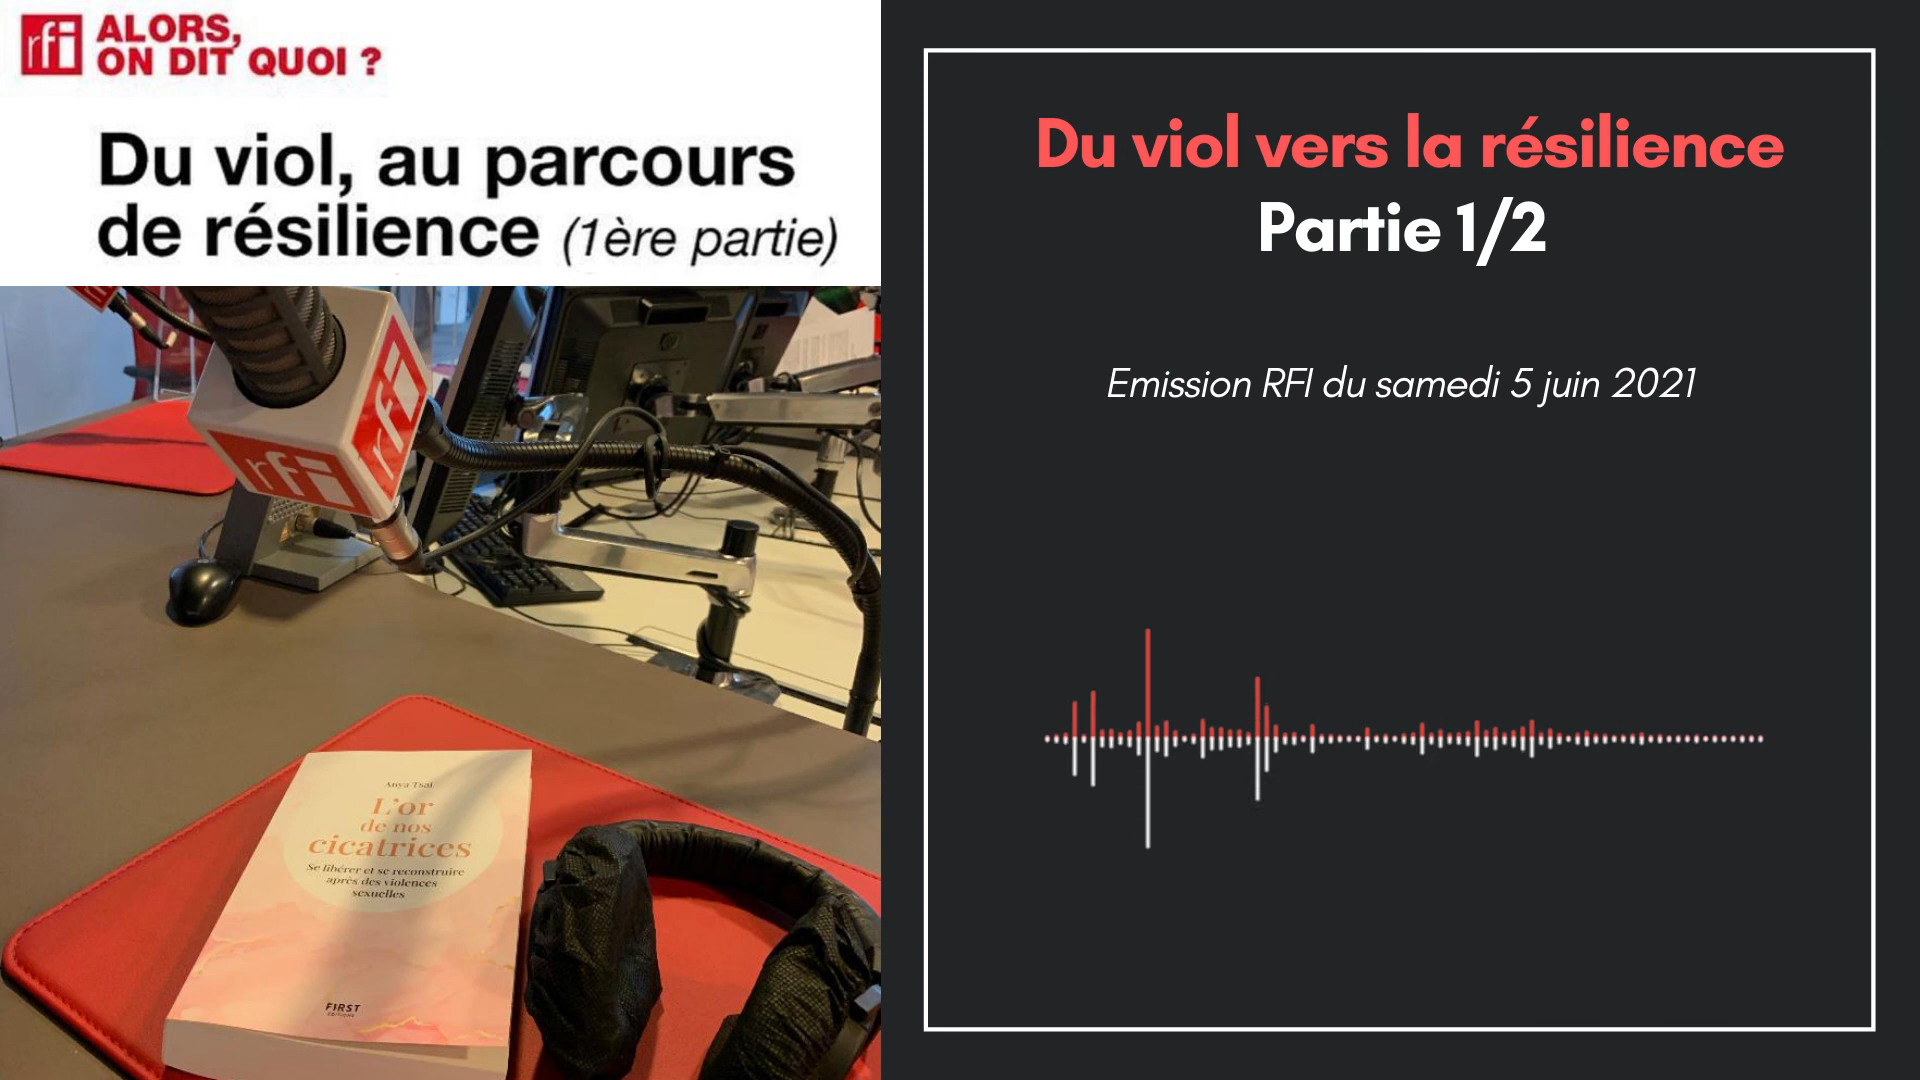 rfi
ALORS,
ON DIT QUOI ?
Du viol, au parcours
de résilience (1ère partie)
rfi
rfi
Anya Tsai
L'or
de nos
cicatrices
Se libérer et se reconstruire
après des violences
sexuelles
FIRST
ÉDITIONS
Du viol vers la résilience
Partie 1/2
Emission RFI du samedi 5 juin 2021